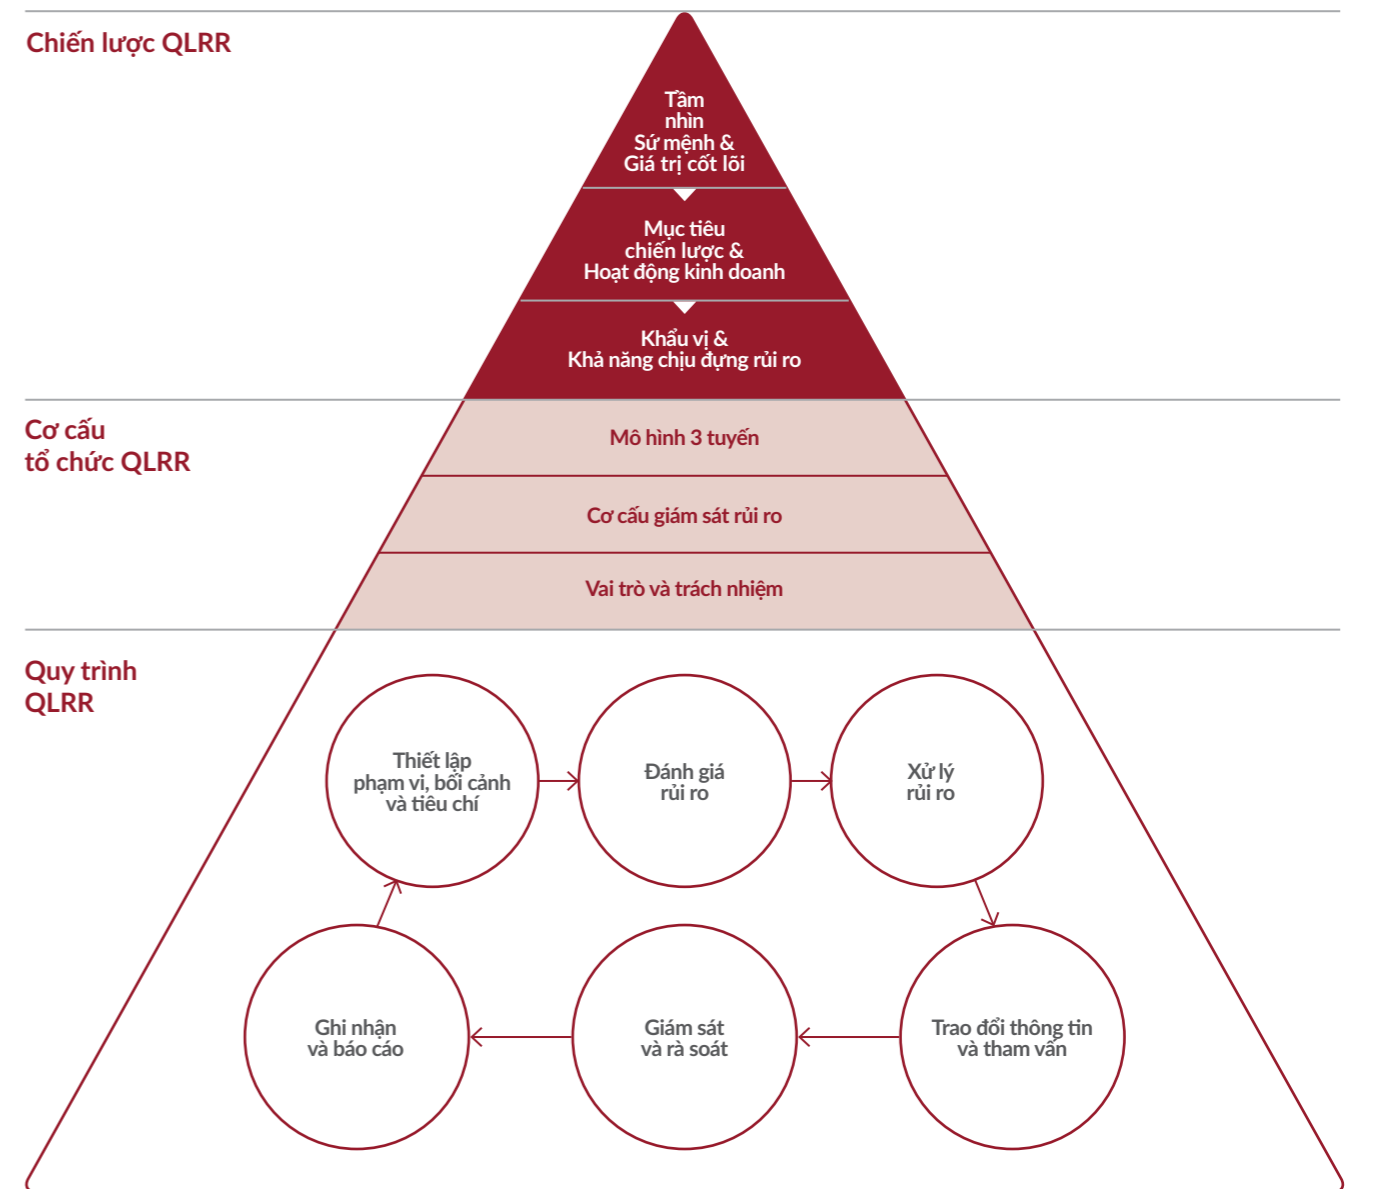 Chiến lược QLRR
Tầm
nhìn
Sứ mệnh &
Giá trị cốt lõi
Mục tiêu
chiến lược &
Hoạt động kinh doanh
Khẩu vị &
Khả năng chịu đựng rủi ro
Cơ cấu
tổ chức QLRR
Mô hình 3 tuyến
Cơ cấu giám sát rủi ro
Vai trò và trách nhiệm
Quy trình
QLRR
Thiết lập
phạm vi, bối cảnh
và tiêu chí
Đánh giá
rủi ro
Xử lý
rủi ro
Ghi nhận
và báo cáo
Giám sát
và rà soát
Trao đổi thông tin
và tham vấn